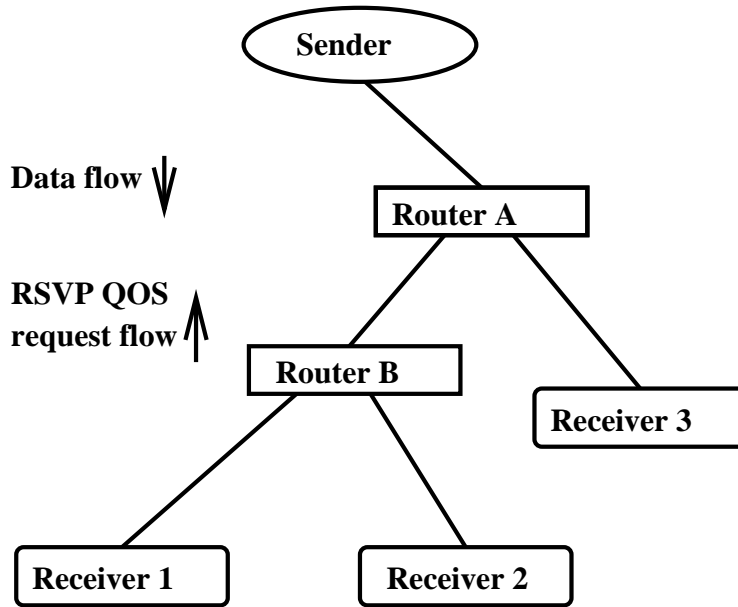 Sender
Data flow
Router A
RSVP QOS
request flow
Router B
Receiver 3
Receiver 1
Receiver 2